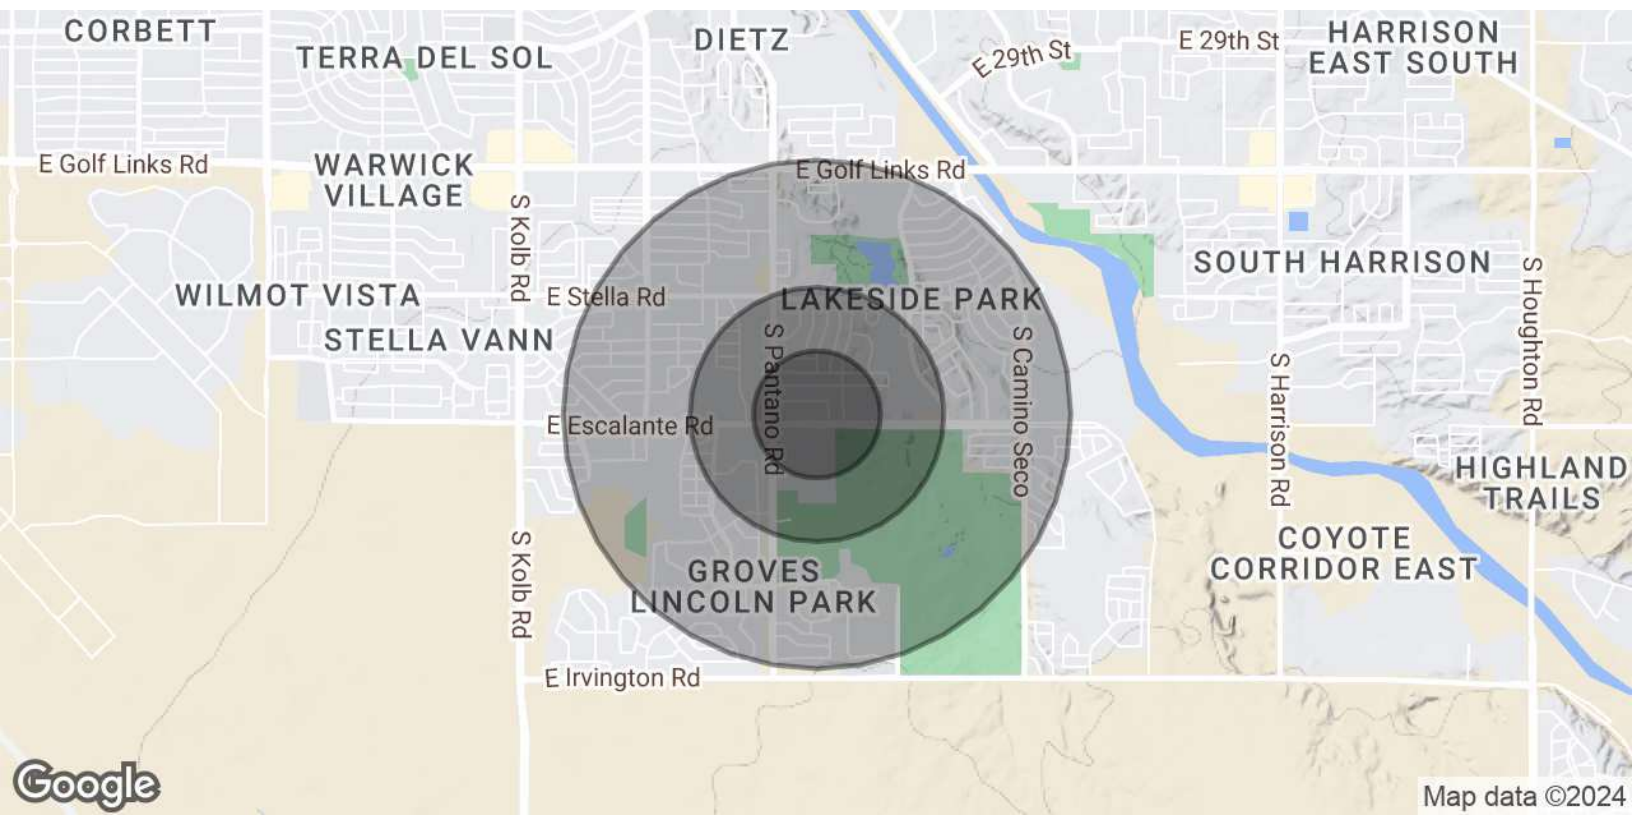 CORBETT
TERRA DEL SOL
DIETZ
E 29th St
E 29th St
HARRISON
EAST SOUTH
E Golf Links Rd
WARWICK
VILLAGE
E Golf Links Rd
S Kolb Rd
WILMOT VISTA
E Stella Rd
LAKESIDE PARK
SOUTH HARRISON
S Houghton Rd
STELLA VANN
S Pantano Rd
S Camino Seco
S Harrison Rd
E Escalante Rd
HIGHLAND
TRAILS
S Kolb Rd
COYOTE
CORRIDOR EAST
GROVES
LINCOLN PARK
E Irvington Rd
Google
Map data ©2024